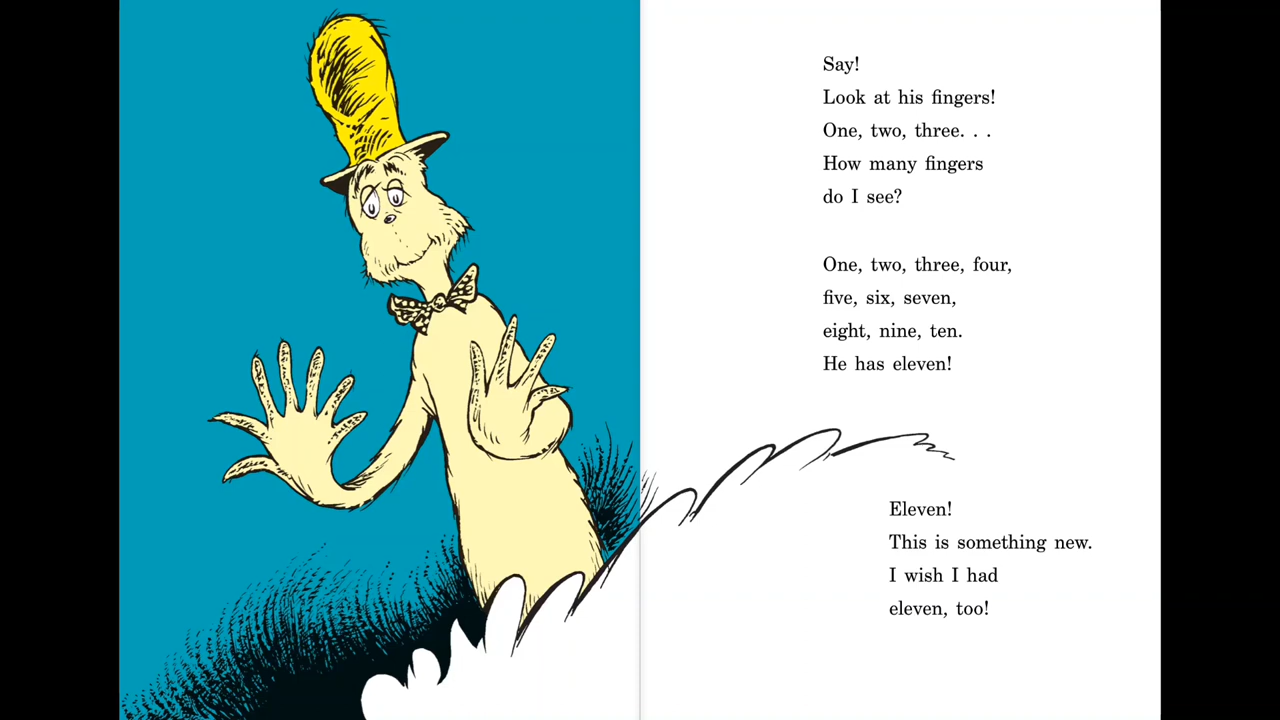 Say!
Look at his fingers!
One, two, three. . .
How many fingers
do I see?
One, two, three, four,
five, six, seven,
eight, nine, ten.
He has eleven!
Eleven!
This is something new.
I wish I had
eleven, too!